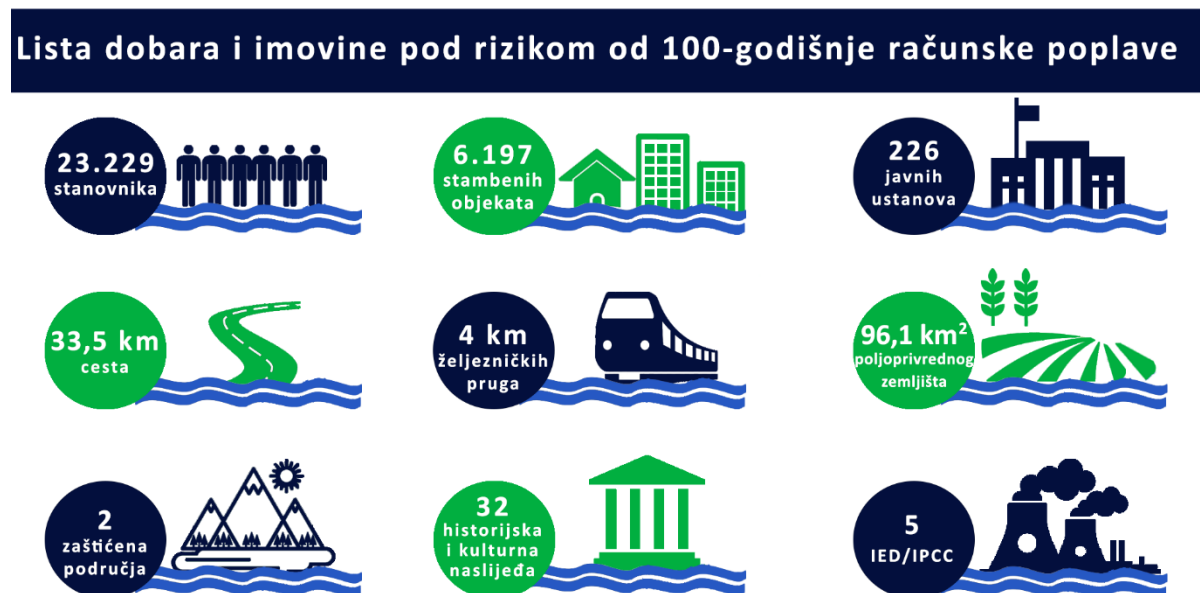 Lista dobara i imovine pod rizikom od 100-godišnje računske poplave
23.229
stanovnika
6.197
stambenih
objekata
226
javnih
ustanova
33,5 km
cesta
4 km
željezničkih
pruga
96,1 km²
poljoprivrednog
zemljišta
2
zaštićena
područja
32
historijska
i kulturna
naslijeđa
5
IED/IPCC